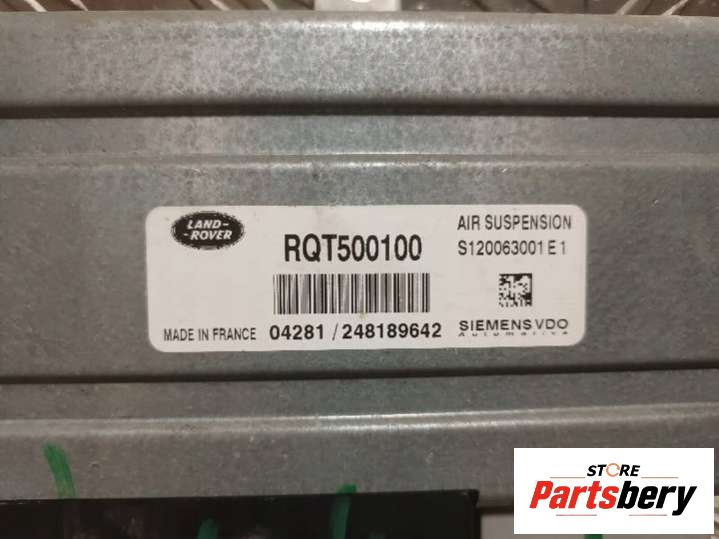 LAND-
-ROVER
RQT500100
AIR SUSPENSION
S120063001 E 1
MADE IN FRANCE 04281 / 248189642
SIEMENS VDO
Automotive
STORE
Partsbery